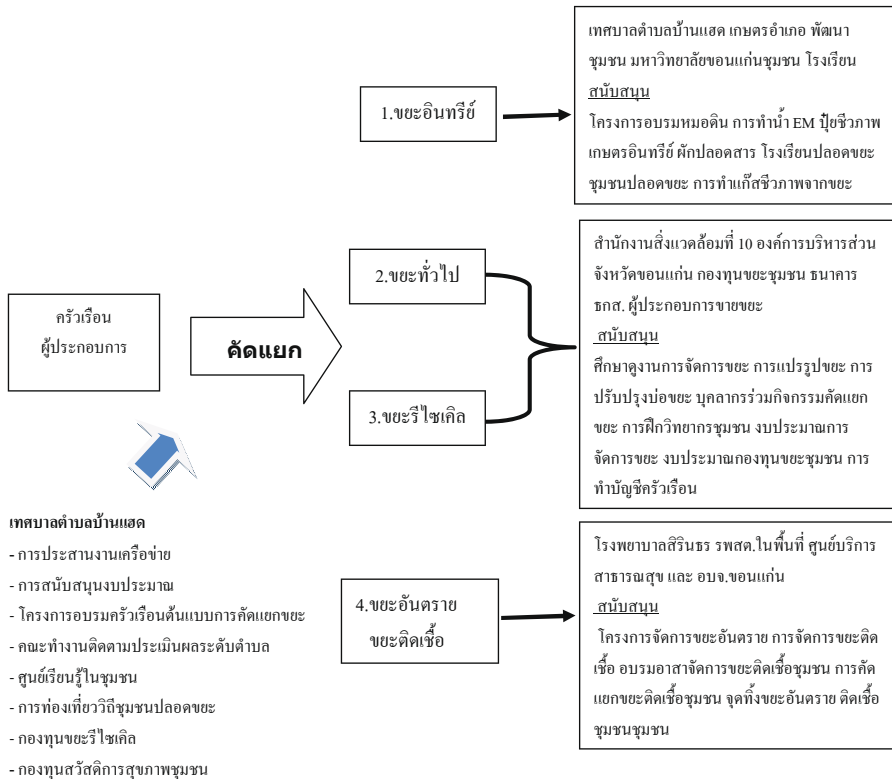 เทศบาลตำบลบ้านแฮด เกษตรอำเภอ พัฒนา
ชุมชน มหาวิทยาลัยขอนแก่นชุมชน โรงเรียน
สนับสนุน
โครงการอบรมหมอดิน การทำน้ำ EM ปุ๋ยชีวภาพ
เกษตรอินทรีย์ ผักปลอดสาร โรงเรียนปลอดขยะ
ชุมชนปลอดขยะ การทำแก๊สชีวภาพจากขยะ
1.ขยะอินทรีย์
2.ขยะทั่วไป
3.ขยะรีไซเคิล
สำนักงานสิ่งแวดล้อมที่ 10 องค์การบริหารส่วน
จังหวัดขอนแก่น กองทุนขยะชุมชน ธนาคาร
ธกส. ผู้ประกอบการขายขยะ
สนับสนุน
ศึกษาดูงานการจัดการขยะ การแปรรูปขยะ การ
ปรับปรุงบ่อขยะ บุคลากรร่วมกิจกรรมคัดแยก
ขยะ การฝึกวิทยากรชุมชน งบประมาณการ
จัดการขยะ งบประมาณกองทุนขยะชุมชน การ
ทำบัญชีครัวเรือน
ครัวเรือน
ผู้ประกอบการ
คัดแยก
เทศบาลตำบลบ้านแฮด
- การประสานงานเครือข่าย
- การสนับสนุนงบประมาณ
- โครงการอบรมครัวเรือนต้นแบบการคัดแยกขยะ
- คณะทำงานติดตามประเมินผลระดับตำบล
- ศูนย์เรียนรู้ในชุมชน
- การท่องเที่ยววิถีชุมชนปลอดขยะ
- กองทุนขยะรีไซเคิล
- กองทุนสวัสดิการสุขภาพชุมชน
4.ขยะอันตราย
ขยะติดเชื้อ
โรงพยาบาลสิรินธร รพสต.ในพื้นที่ ศูนย์บริการ
สาธารณสุข และ อบจ.ขอนแก่น
สนับสนุน
โครงการจัดการขยะอันตราย การจัดการขยะติด
เชื้อ อบรมอาสาจัดการขยะติดเชื้อชุมชน การคัด
แยกขยะติดเชื้อชุมชน จุดทิ้งขยะอันตราย ติดเชื้อ
ชุมชนชุมชน